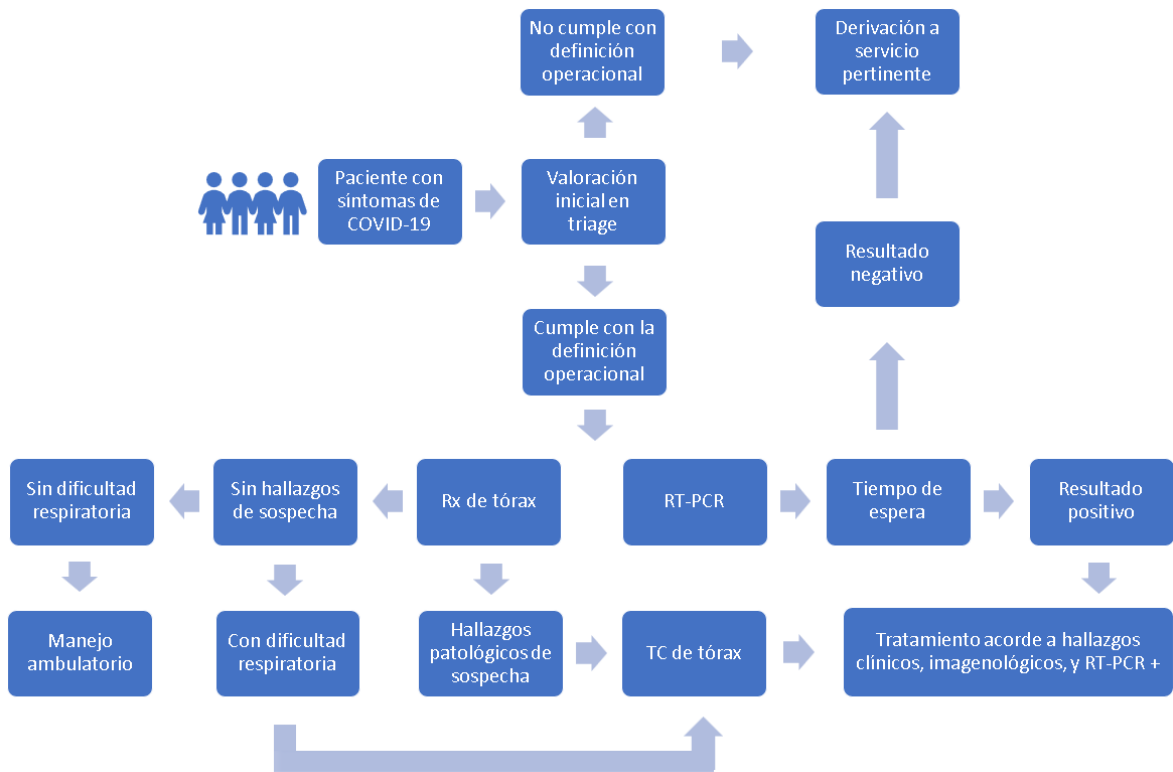 No cumple con
definición
operacional
Derivación a
servicio
pertinente
Paciente con
síntomas de
COVID-19
Valoración
inicial en
triage
Resultado
negativo
Cumple con la
definición
operacional
Sin dificultad
respiratoria
Sin hallazgos
de sospecha
Rx de tórax
RT-PCR
Tiempo de
espera
Resultado
positivo
Manejo
ambulatorio
Con dificultad
respiratoria
Hallazgos
patológicos de
sospecha
TC de tórax
Tratamiento acorde a hallazgos
clínicos, imagenológicos, y RT-PCR +